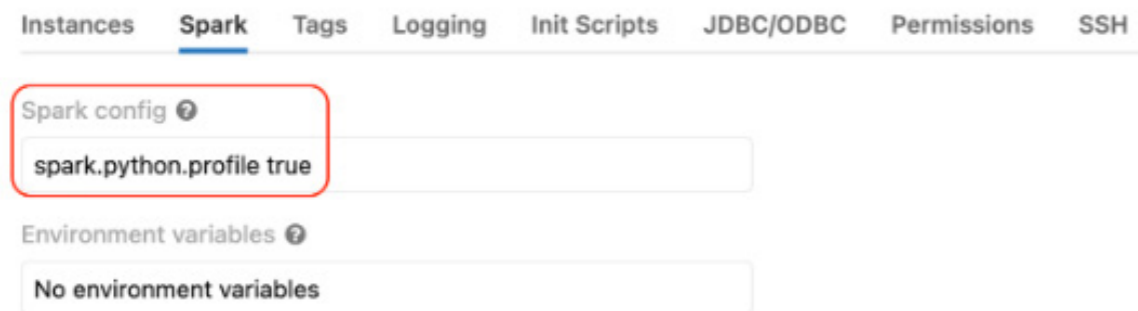 Instances Spark Tags Logging Init Scripts JDBC/ODBC Permissions SSH
Spark config
spark.python.profile true
Environment variables
No environment variables